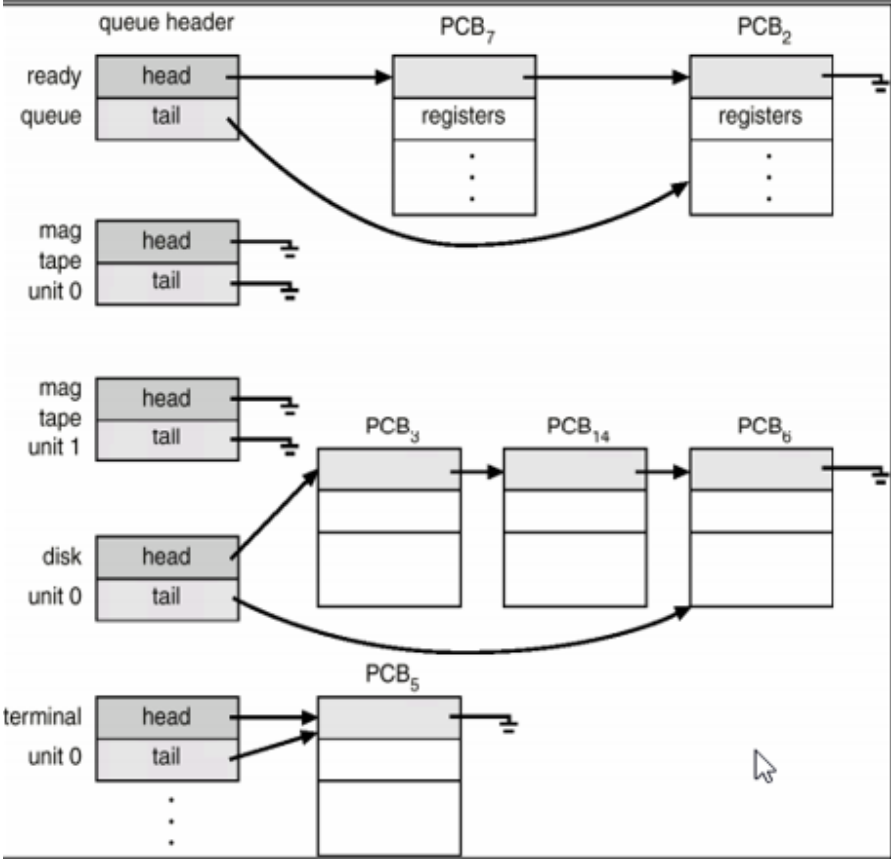 queue header
PCB7
PCB2
ready
queue
head
tail
registers
registers
mag
tape
unit 0
head
tail
mag
tape
unit 1
head
tail
PCB3
PCB14
PCB6
disk
unit 0
head
tail
PCB5
terminal
unit 0
head
tail